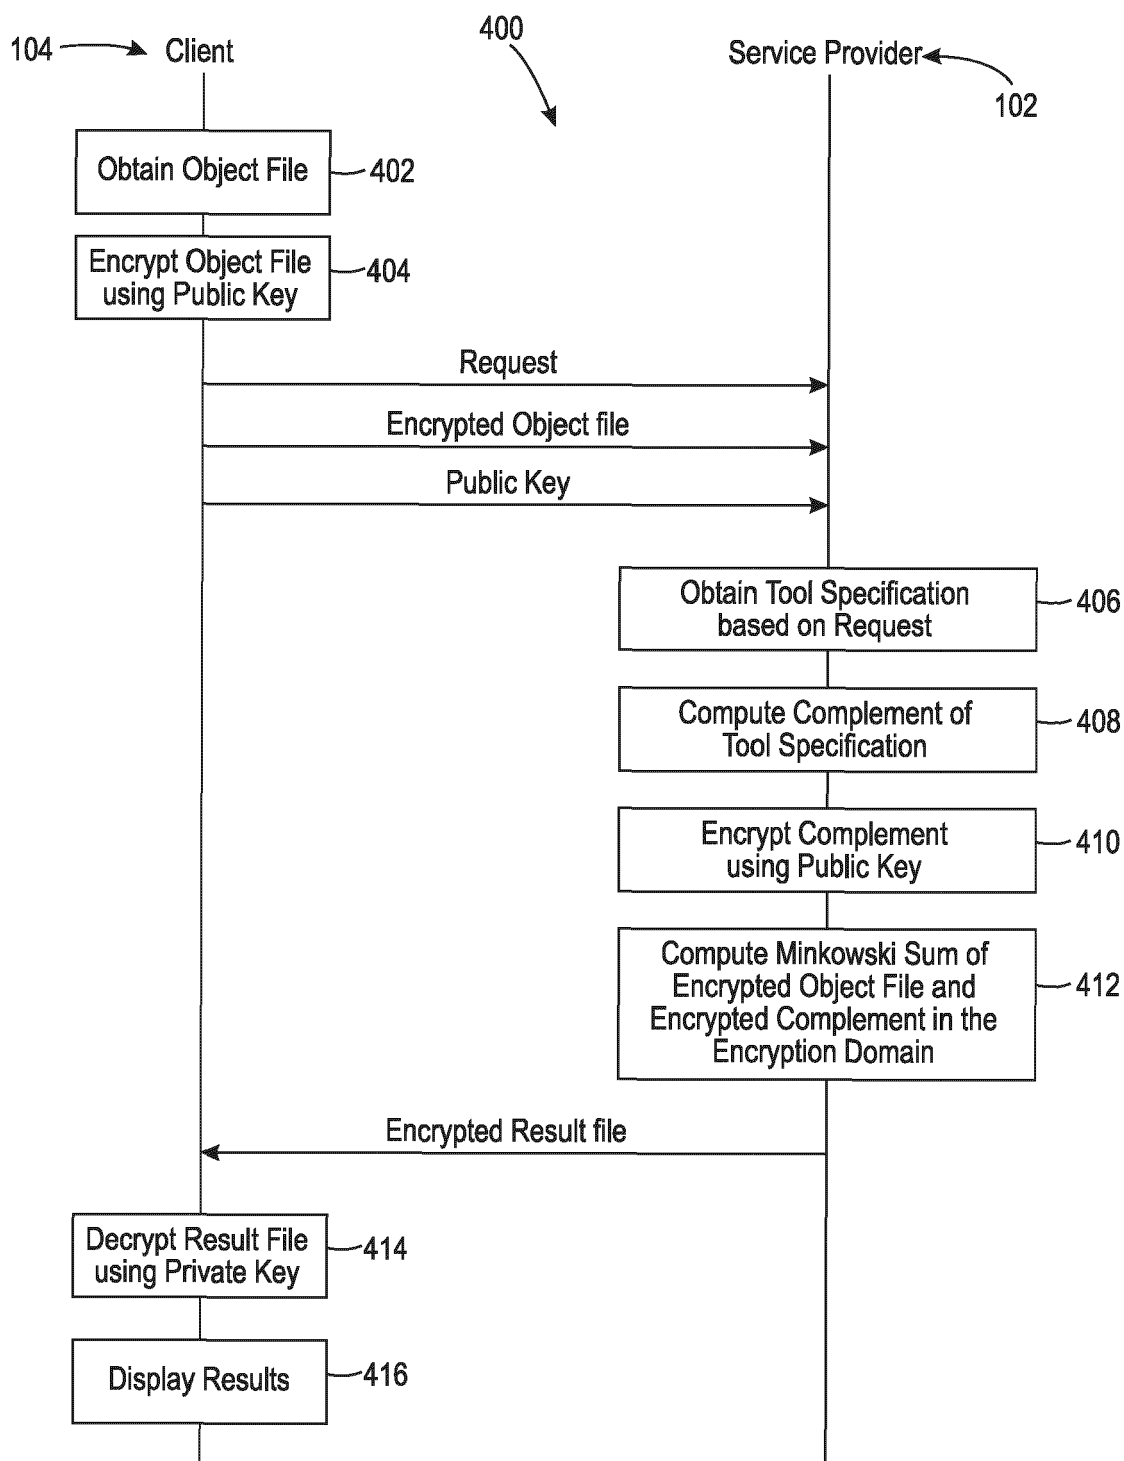 104
Client
400
Service Provider
102
Obtain Object File
402
Encrypt Object File
using Public Key
404
Request
Encrypted Object file
Public Key
Obtain Tool Specification
based on Request
406
Compute Complement of
Tool Specification
408
Encrypt Complement
using Public Key
410
Compute Minkowski Sum of
Encrypted Object File and
Encrypted Complement in the
Encryption Domain
412
Encrypted Result file
Decrypt Result File
using Private Key
414
Display Results
416